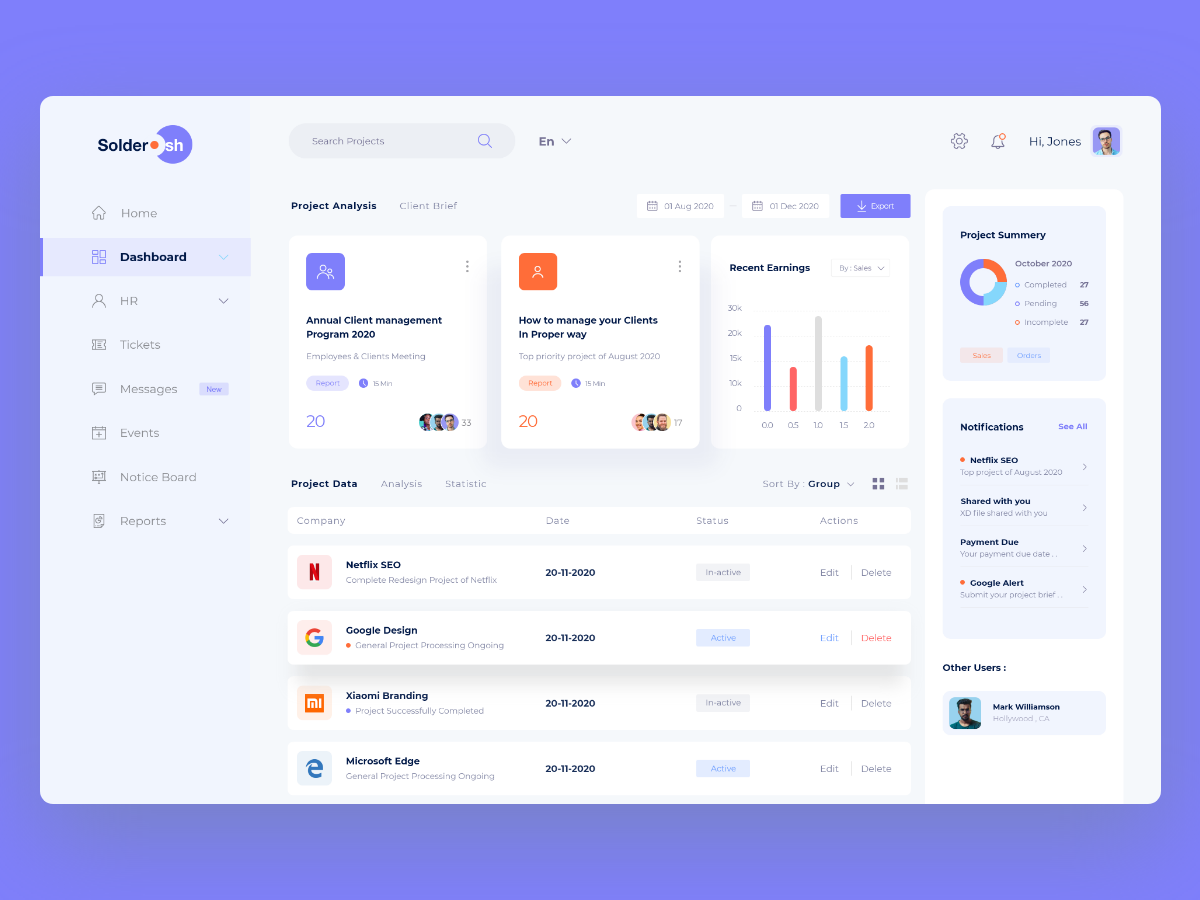 Solderosh
Home
Dashboard
HR
Tickets
Messages New
Events
Notice Board
Reports
Search Projects
En
Hi, Jones
Project Analysis Client Brief
01 Aug 2020 – 01 Dec 2020 Export
Annual Client management
Program 2020
Employees & Clients Meeting
Report 15 Min
20 33
How to manage your Clients
In Proper way
Top priority project of August 2020
Report 15 Min
20 17
Recent Earnings By : Sales
30k
20k
15k
10k
0
0.0 0.5 1.0 1.5 2.0
Project Data Analysis Statistic
Sort By : Group
Company Date Status Actions
Netflix SEO
Complete Redesign Project of Netflix
20-11-2020 In-active Edit Delete
Google Design
General Project Processing Ongoing
20-11-2020 Active Edit Delete
mi
Xiaomi Branding
Project Successfully Completed
20-11-2020 In-active Edit Delete
Microsoft Edge
General Project Processing Ongoing
20-11-2020 Active Edit Delete
Project Summery
October 2020
Completed 27
Pending 56
Incomplete 27
Sales Orders
Notifications See All
Netflix SEO
Top project of August 2020
Shared with you
XD file shared with you
Payment Due
Your payment due date . .
Google Alert
Submit your project brief . .
Other Users :
Mark Williamson
Hollywood , CA